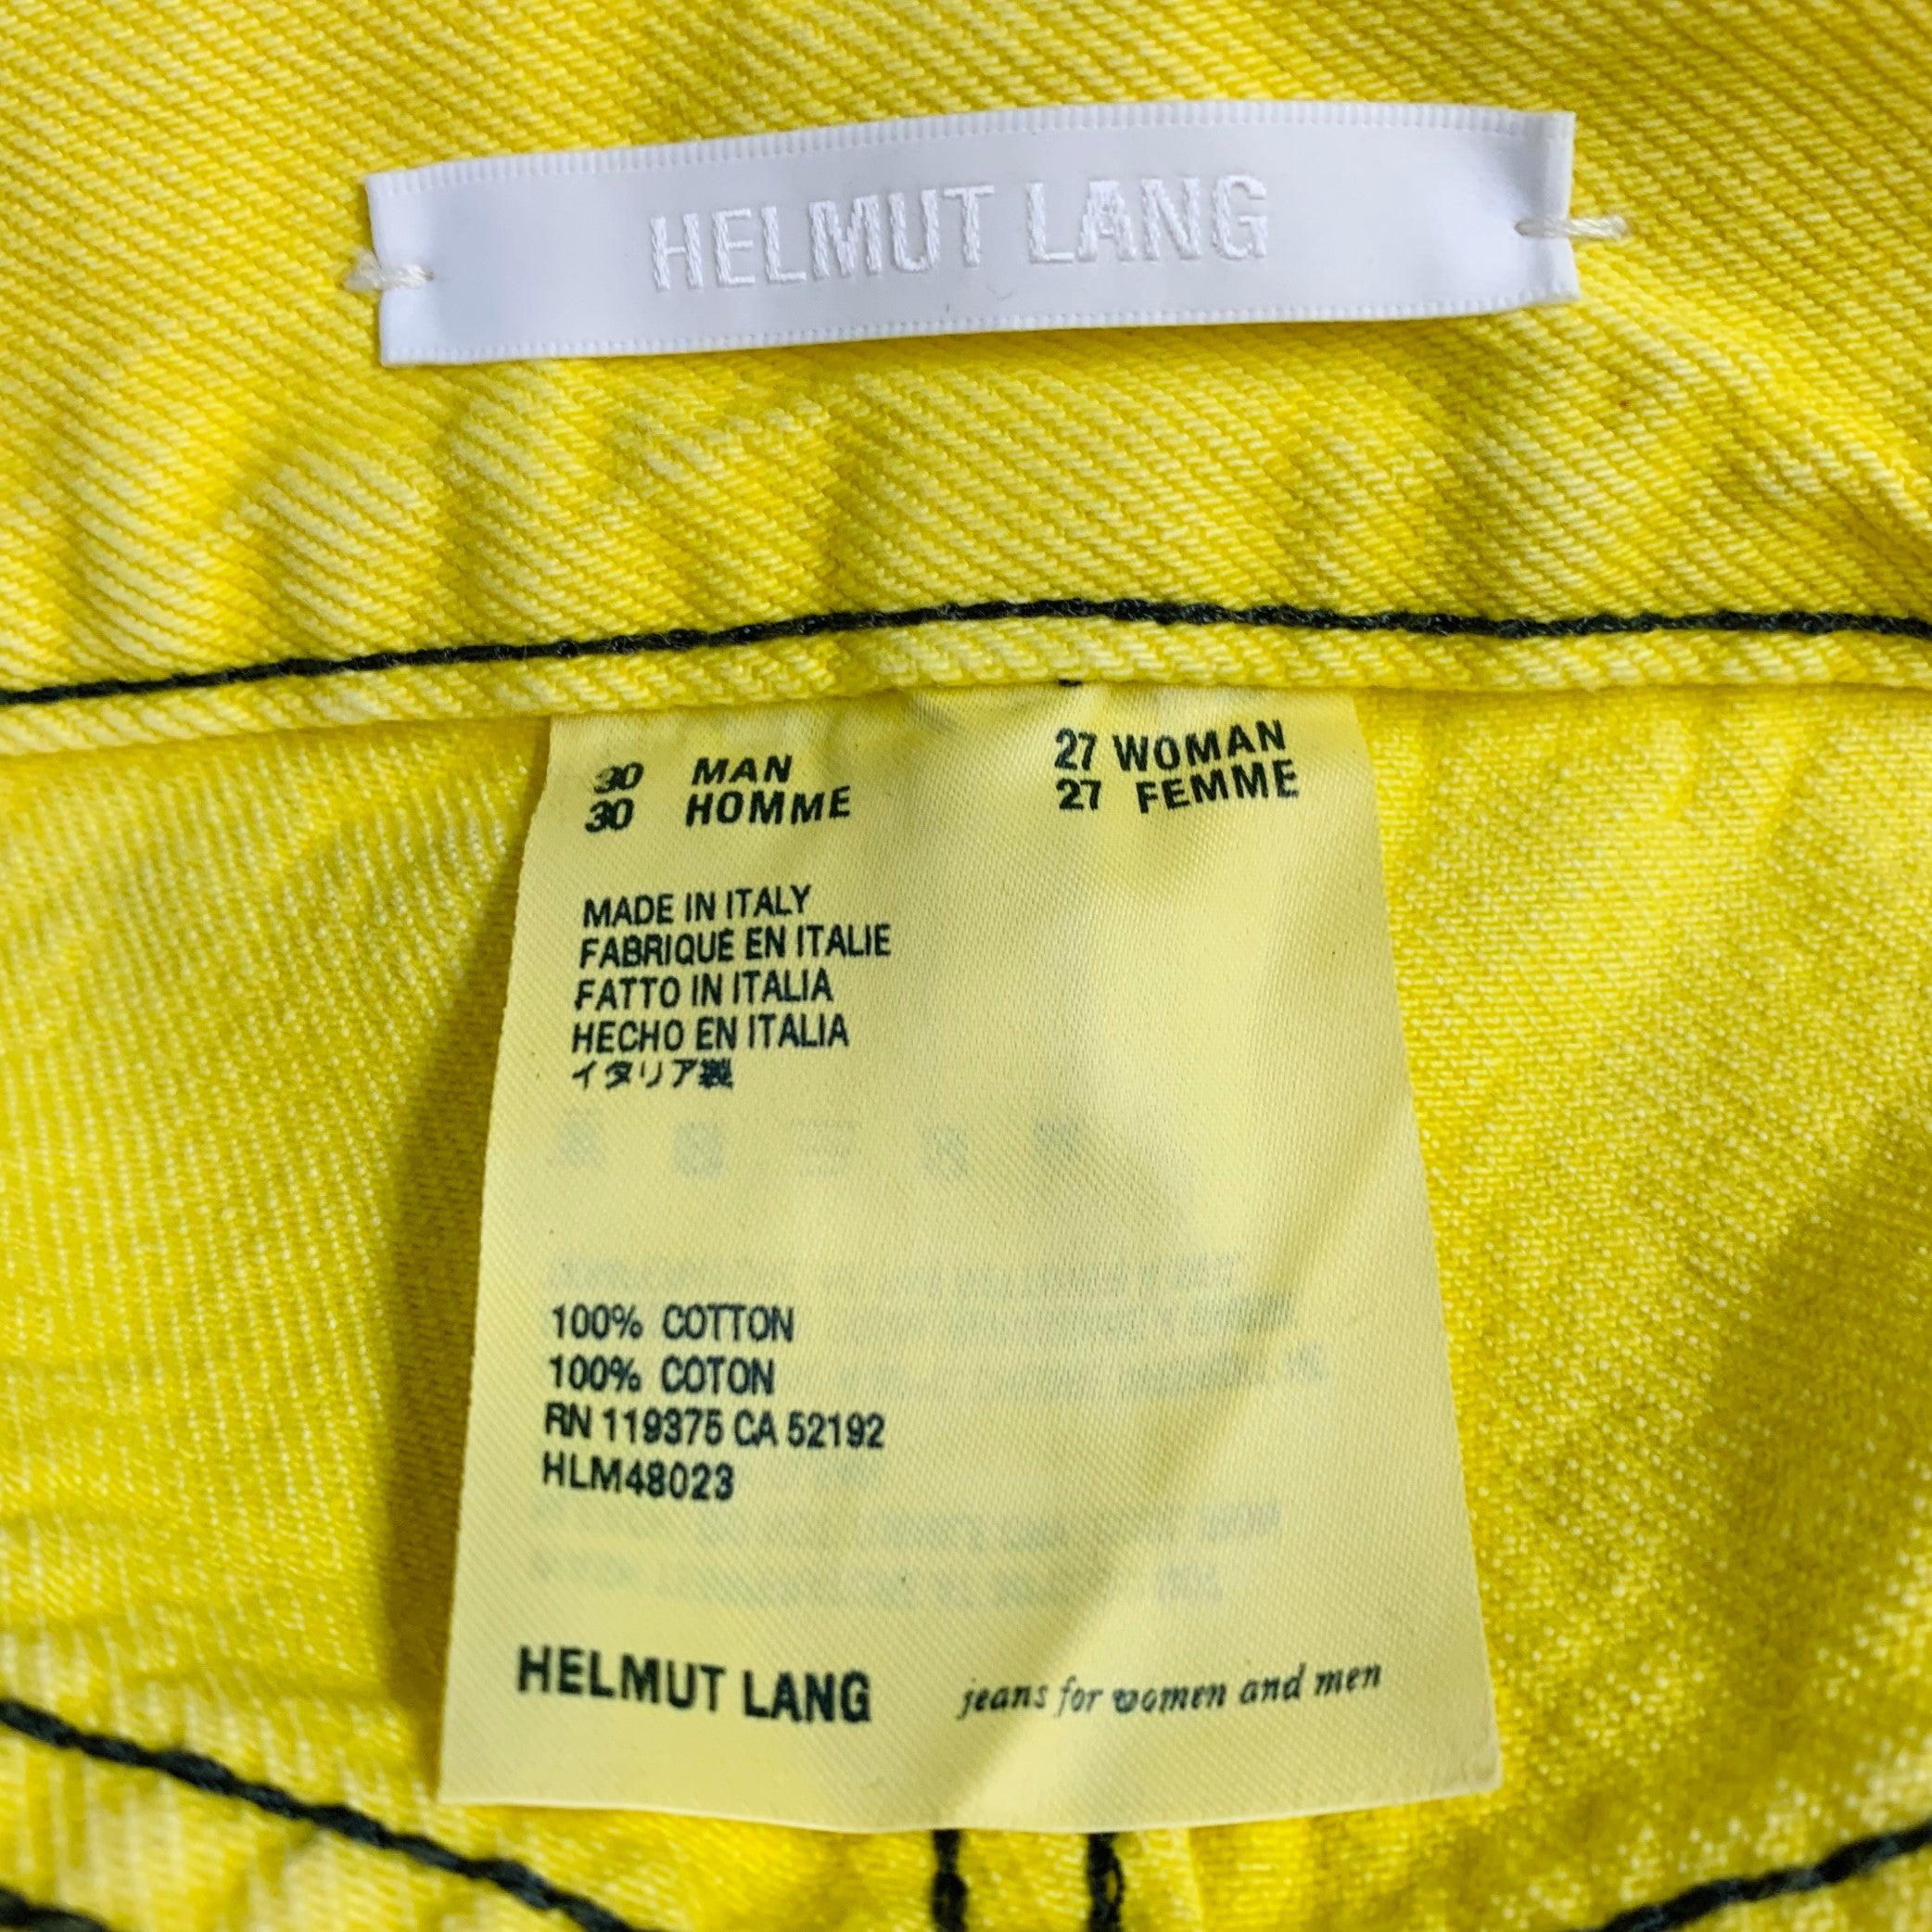 HELMUT LANG
30 MAN 27 WOMAN
30 HOMME 27 FEMME
MADE IN ITALY
FABRIQUE EN ITALIE
FATTO IN ITALIA
HECHO EN ITALIA
イタリア製
100% COTTON
100% COTON
RN 119375 CA 52192
HLM48023
HELMUT LANG jeans for women and men